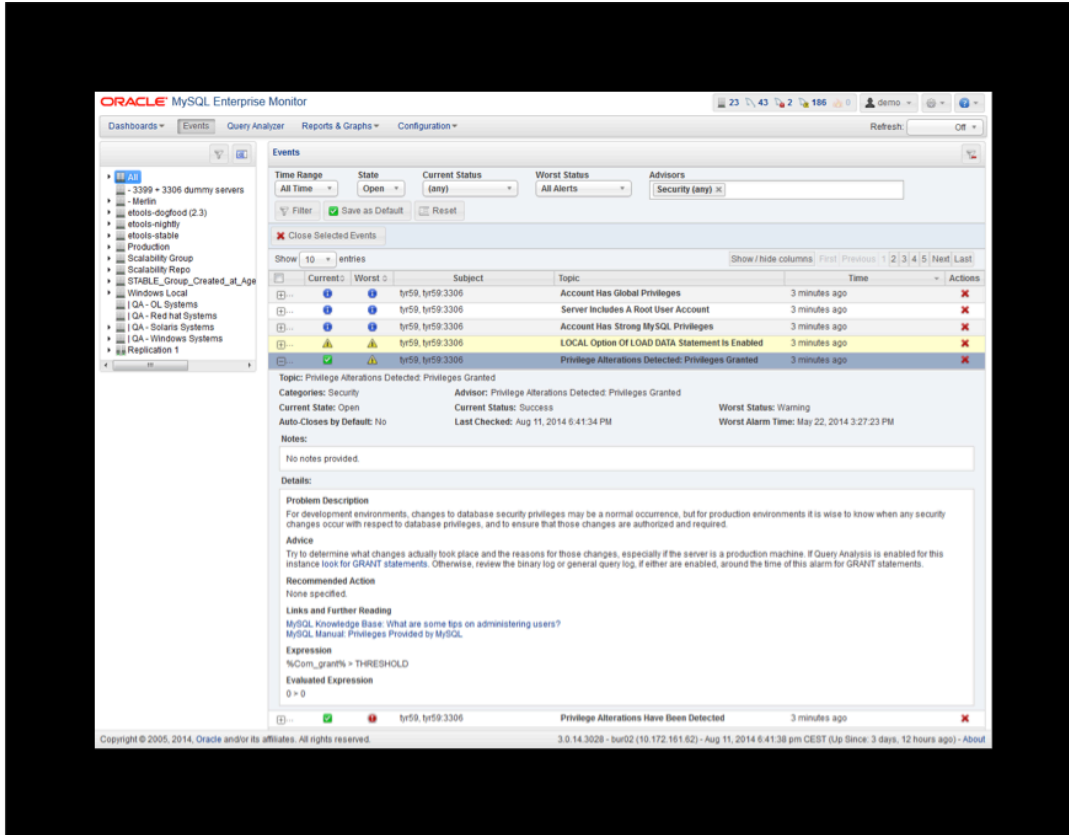 ORACLE® MySQL Enterprise Monitor
23 43 2 186 0 demo
Dashboards Events Query Analyzer Reports & Graphs Configuration Refresh: Off
All
- 3399 + 3306 dummy servers
- Merlin
etools-dogfood (2.3)
etools-nightly
etools-stable
Production
Scalability Group
Scalability Repo
STABLE_Group_Created_at_Age
Windows Local
| QA - OL Systems
| QA - Red hat Systems
| QA - Solaris Systems
| QA - Windows Systems
Replication 1
Events
Time Range State Current Status Worst Status Advisors
All Time Open (any) All Alerts Security (any)
Filter Save as Default Reset
Close Selected Events
Show 10 entries Show / hide columns First Previous 1 2 3 4 5 Next Last
Current Worst Subject Topic Time Actions
tyr59, tyr59:3306 Account Has Global Privileges 3 minutes ago
tyr59, tyr59:3306 Server Includes A Root User Account 3 minutes ago
tyr59, tyr59:3306 Account Has Strong MySQL Privileges 3 minutes ago
tyr59, tyr59:3306 LOCAL Option Of LOAD DATA Statement Is Enabled 3 minutes ago
tyr59, tyr59:3306 Privilege Alterations Detected: Privileges Granted 3 minutes ago
Topic: Privilege Alterations Detected: Privileges Granted
Categories: Security Advisor: Privilege Alterations Detected: Privileges Granted
Current State: Open Current Status: Success Worst Status: Warning
Auto-Closes by Default: No Last Checked: Aug 11, 2014 6:41:34 PM Worst Alarm Time: May 22, 2014 3:27:23 PM
Notes:
No notes provided.
Details:
Problem Description
For development environments, changes to database security privileges may be a normal occurrence, but for production environments it is wise to know when any security
changes occur with respect to database privileges, and to ensure that those changes are authorized and required.
Advice
Try to determine what changes actually took place and the reasons for those changes, especially if the server is a production machine. If Query Analysis is enabled for this
instance look for GRANT statements. Otherwise, review the binary log or general query log, if either are enabled, around the time of this alarm for GRANT statements.
Recommended Action
None specified.
Links and Further Reading
MySQL Knowledge Base: What are some tips on administering users?
MySQL Manual: Privileges Provided by MySQL
Expression
%Com_grant% > THRESHOLD
Evaluated Expression
0 > 0
tyr59, tyr59:3306 Privilege Alterations Have Been Detected 3 minutes ago
Copyright © 2005, 2014, Oracle and/or its affiliates. All rights reserved. 3.0.14.3028 - bur02 (10.172.161.62) - Aug 11, 2014 6:41:38 pm CEST (Up Since: 3 days, 12 hours ago) - About